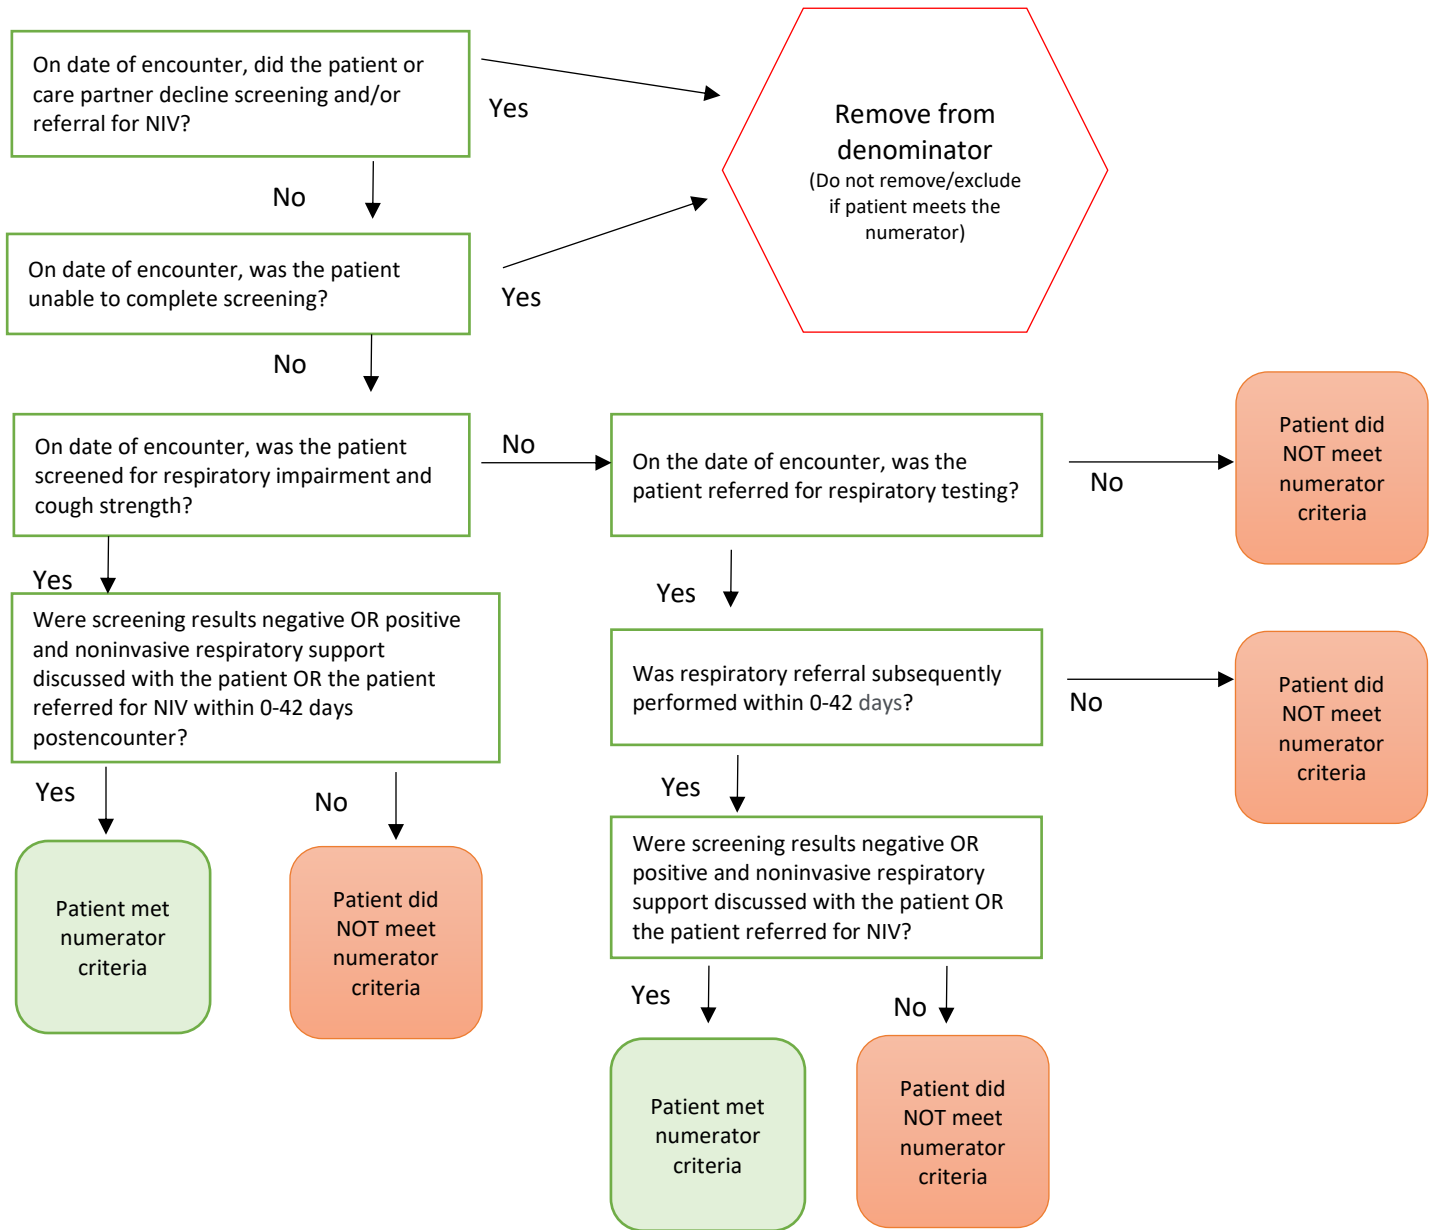 On date of encounter, did the patient or
care partner decline screening and/or
referral for NIV?
Yes
Remove from
denominator
(Do not remove/exclude
if patient meets the
numerator)
No
On date of encounter, was the patient
unable to complete screening?
Yes
No
On date of encounter, was the patient
screened for respiratory impairment and
cough strength?
No
On the date of encounter, was the
patient referred for respiratory testing?
No
Patient did
NOT meet
numerator
criteria
Yes
Were screening results negative OR positive
and noninvasive respiratory support
discussed with the patient OR the patient
referred for NIV within 0-42 days
postencounter?
Yes
Was respiratory referral subsequently
performed within 0-42 days?
No
Patient did
NOT meet
numerator
criteria
Yes
No
Patient met
numerator
criteria
Patient did
NOT meet
numerator
criteria
Yes
Were screening results negative OR
positive and noninvasive respiratory
support discussed with the patient OR
the patient referred for NIV?
Yes
No
Patient met
numerator
criteria
Patient did
NOT meet
numerator
criteria